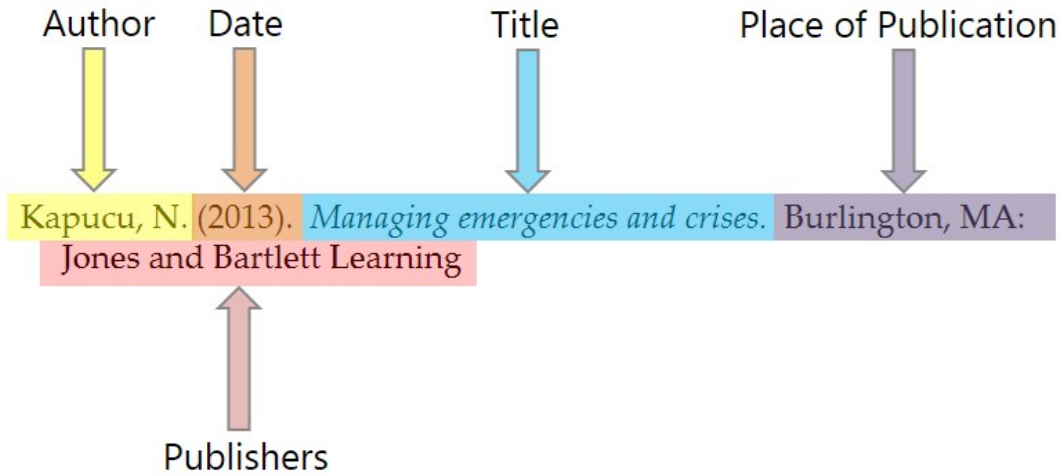 Author Date Title Place of Publication
Kapucu, N. (2013). Managing emergencies and crises. Burlington, MA:
Jones and Bartlett Learning
Publishers